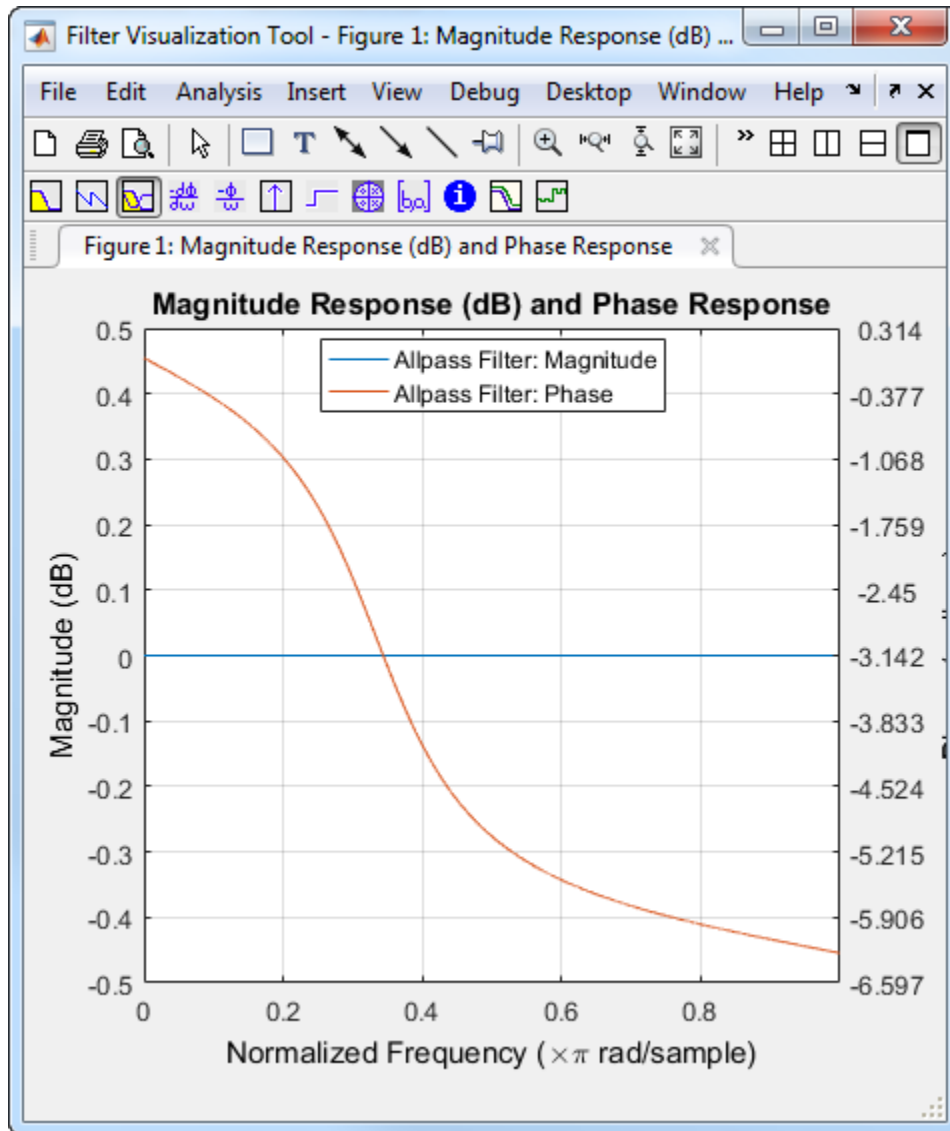 Filter Visualization Tool - Figure 1: Magnitude Response (dB) ...
File Edit Analysis Insert View Debug Desktop Window Help
Figure 1: Magnitude Response (dB) and Phase Response
Magnitude Response (dB) and Phase Response
Allpass Filter: Magnitude
Allpass Filter: Phase
Magnitude (dB)
0.5
0.4
0.3
0.2
0.1
0
-0.1
-0.2
-0.3
-0.4
-0.5
0.314
-0.377
-1.068
-1.759
-2.45
-3.142
-3.833
-4.524
-5.215
-5.906
-6.597
0 0.2 0.4 0.6 0.8
Normalized Frequency (×π rad/sample)